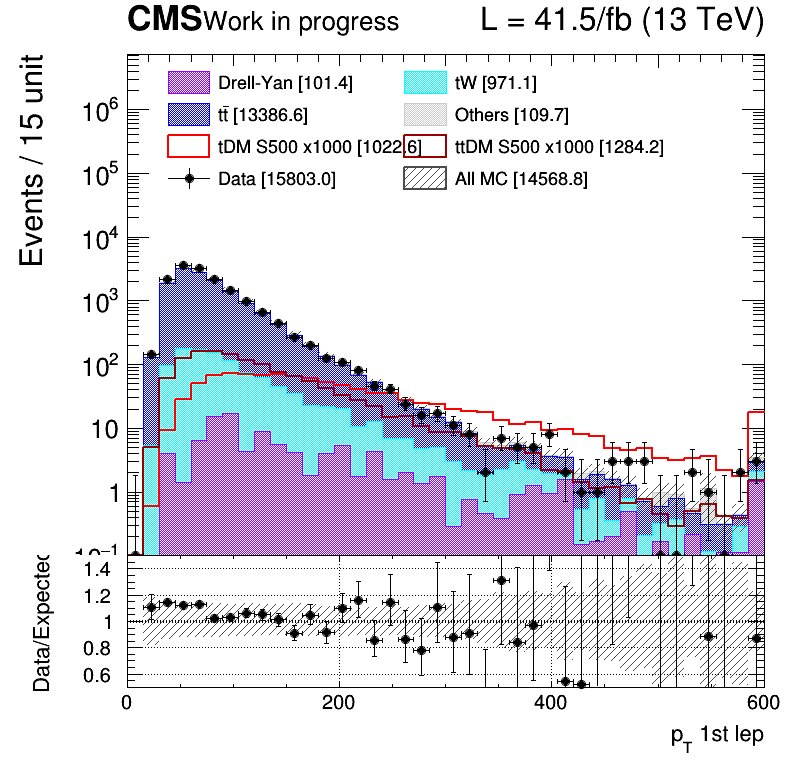 CMS Work in progress L = 41.5/fb (13 TeV)
Events / 15 unit
Drell-Yan [101.4] tW [971.1]
tt̄ [13386.6] Others [109.7]
tDM S500 x1000 [1022.6] ttDM S500 x1000 [1284.2]
Data [15803.0] All MC [14568.8]
10⁶
10⁵
10⁴
10³
10²
10
1
10⁻¹
Data/Expected
1.4
1.2
1
0.8
0.6
0 200 400 600
p_T 1st lep